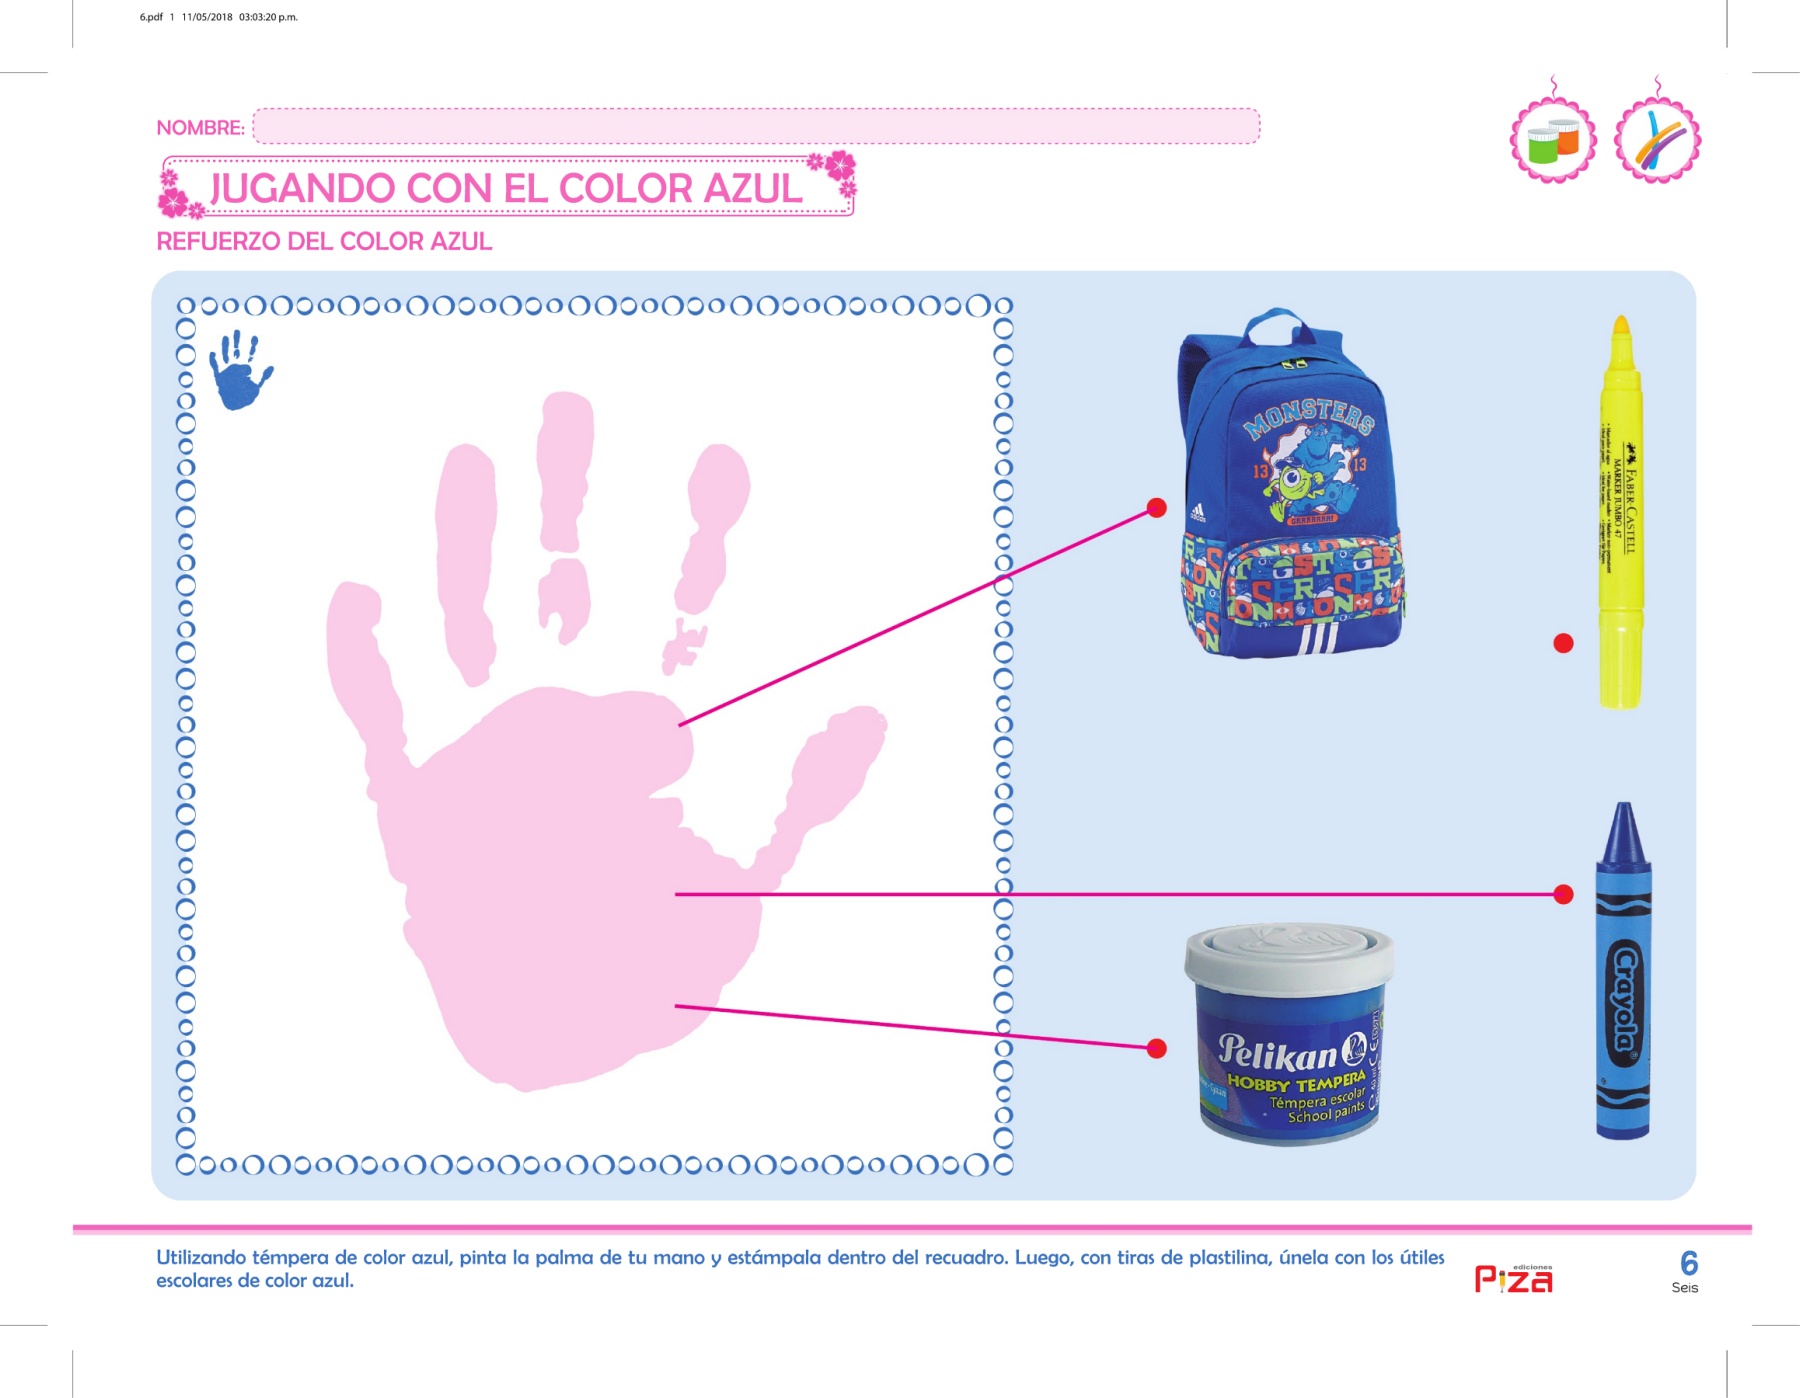 6.pdf 1 11/05/2018 03:03:20 p.m.
NOMBRE:
JUGANDO CON EL COLOR AZUL
REFUERZO DEL COLOR AZUL
MONSTERS
13 13
GRRRRRRR!
adidas
FABER-CASTELL
MARKER JUMBO 47
Crayola
Pelikan
HOBBY TEMPERA
Témpera escolar
School paints
Utilizando témpera de color azul, pinta la palma de tu mano y estámpala dentro del recuadro. Luego, con tiras de plastilina, únela con los útiles
escolares de color azul.
ediciones
PIZA
6
Seis